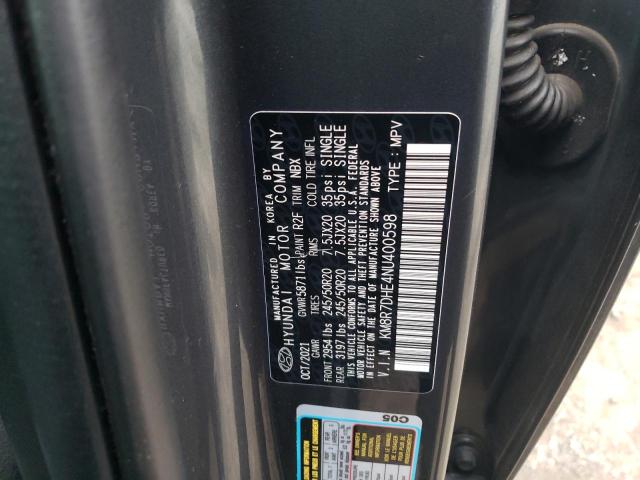 MANUFACTURED IN KOREA BY
HYUNDAI MOTOR COMPANY
OCT/2021 GVWR 5871 lbs PAINT R2F TRIM NBX
GAWR TIRES RIMS COLD TIRE INFL
FRONT 2954 lbs 245/50R20 7.5JX20 35psi SINGLE
REAR 3197 lbs 245/50R20 7.5JX20 35psi SINGLE
THIS VEHICLE CONFORMS TO ALL APPLICABLE U.S.A. FEDERAL
MOTOR VEHICLE SAFETY AND THEFT PREVENTION STANDARDS
IN EFFECT ON THE DATE OF MANUFACTURE SHOWN ABOVE.
V.I.N KM8R7DHE4NU400598 TYPE : MPV
C05